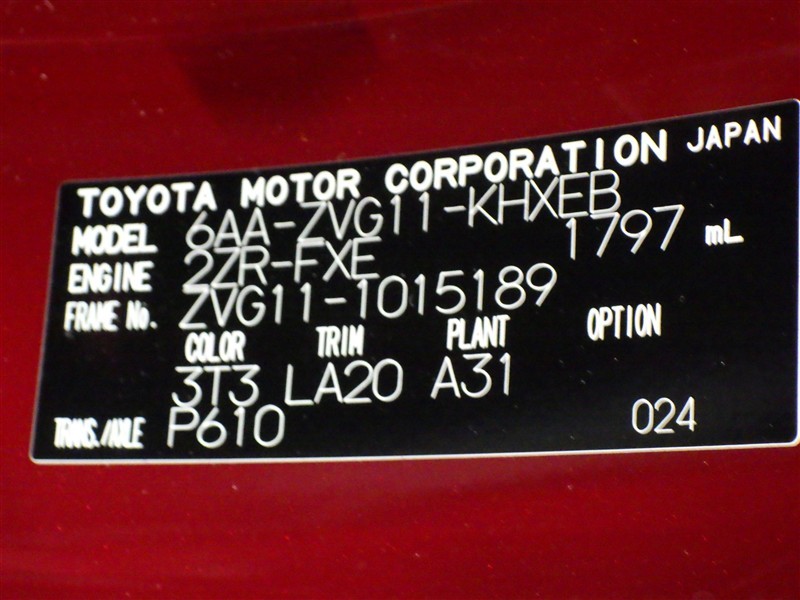 TOYOTA MOTOR CORPORATION JAPAN
MODEL 6AA-ZVG11-KHXEB
ENGINE 2ZR-FXE 1797 mL
FRAME No. ZVG11-1015189
COLOR TRIM PLANT OPTION
3T3 LA20 A31
TRANS./AXLE P610 024